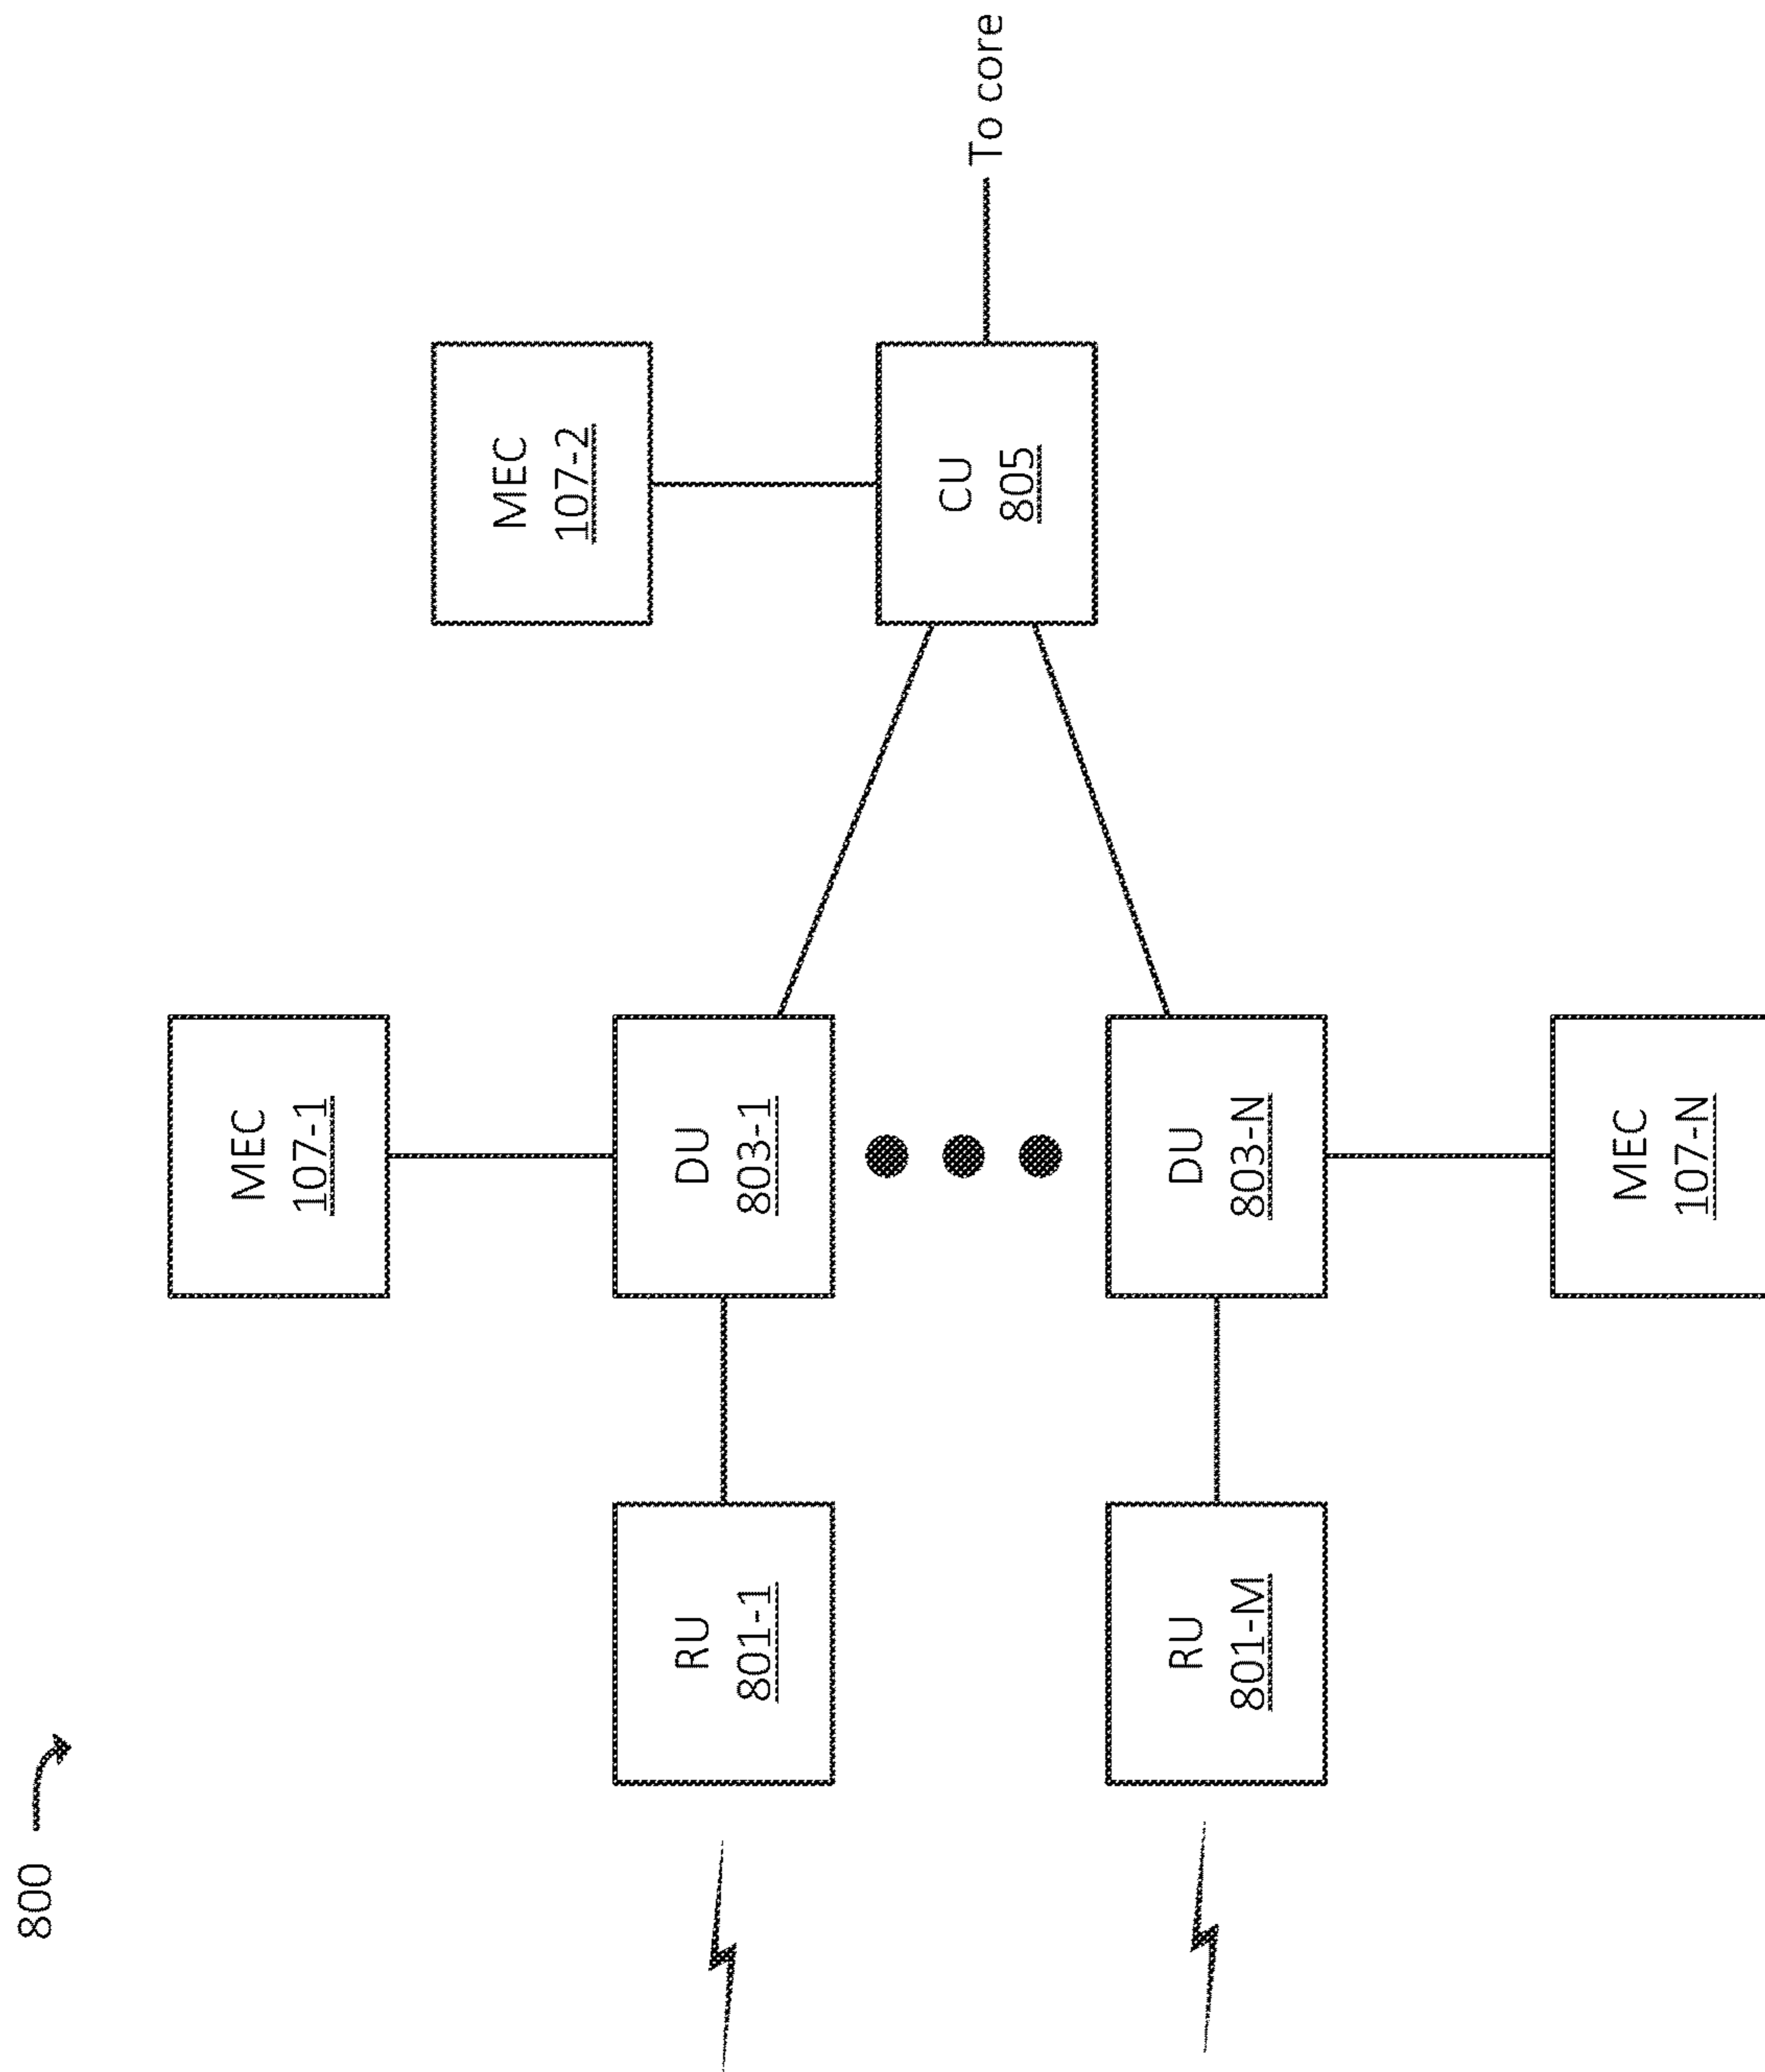 800
MEC
107-1
MEC
107-2
RU
801-1
DU
803-1
CU
805
To core
RU
801-M
DU
803-N
MEC
107-N